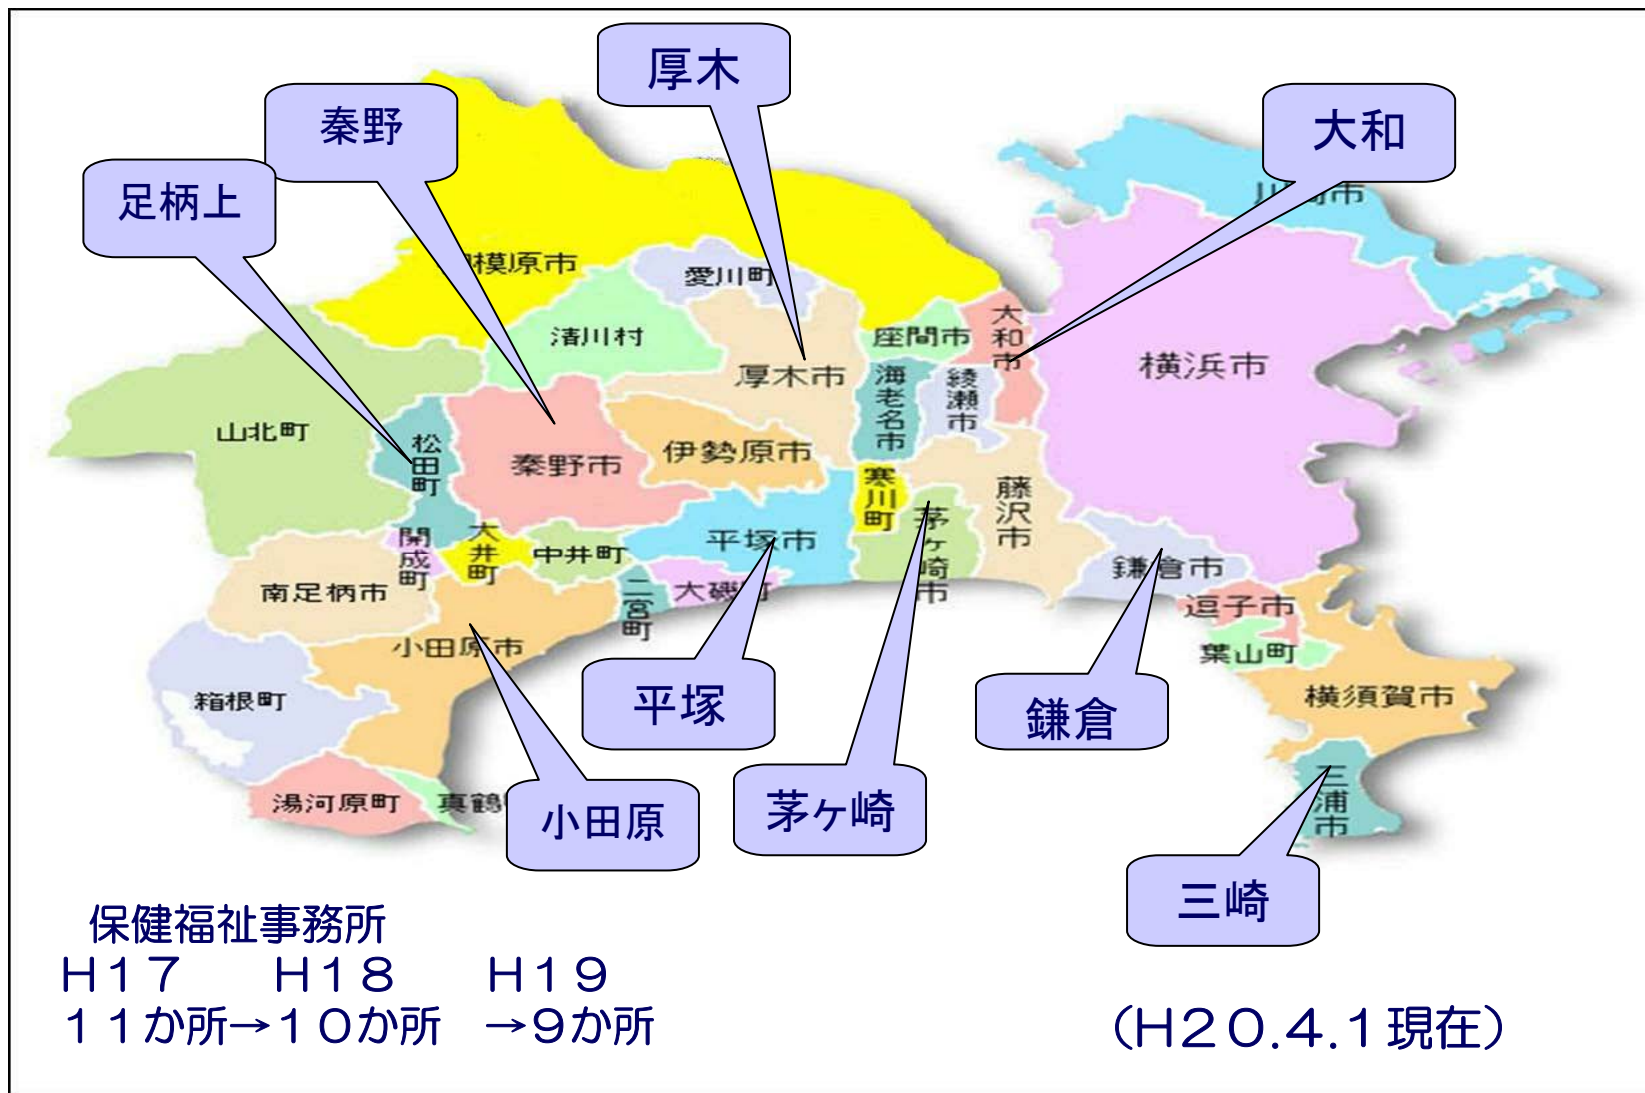 厚木
秦野
大和
足柄上
川崎市
相模原市
愛川町
清川村
座間市
大和市
厚木市
海老名市
綾瀬市
横浜市
山北町
松田町
秦野市
伊勢原市
寒川町
茅ヶ崎市
藤沢市
開成町
大井町
中井町
平塚市
鎌倉市
南足柄市
二宮町
大磯町
逗子市
小田原市
葉山町
箱根町
横須賀市
平塚
鎌倉
湯河原町
真鶴
小田原
茅ヶ崎
三浦市
三崎
保健福祉事務所
H17 H18 H19
11か所→10か所 →9か所
（H20.4.1現在）